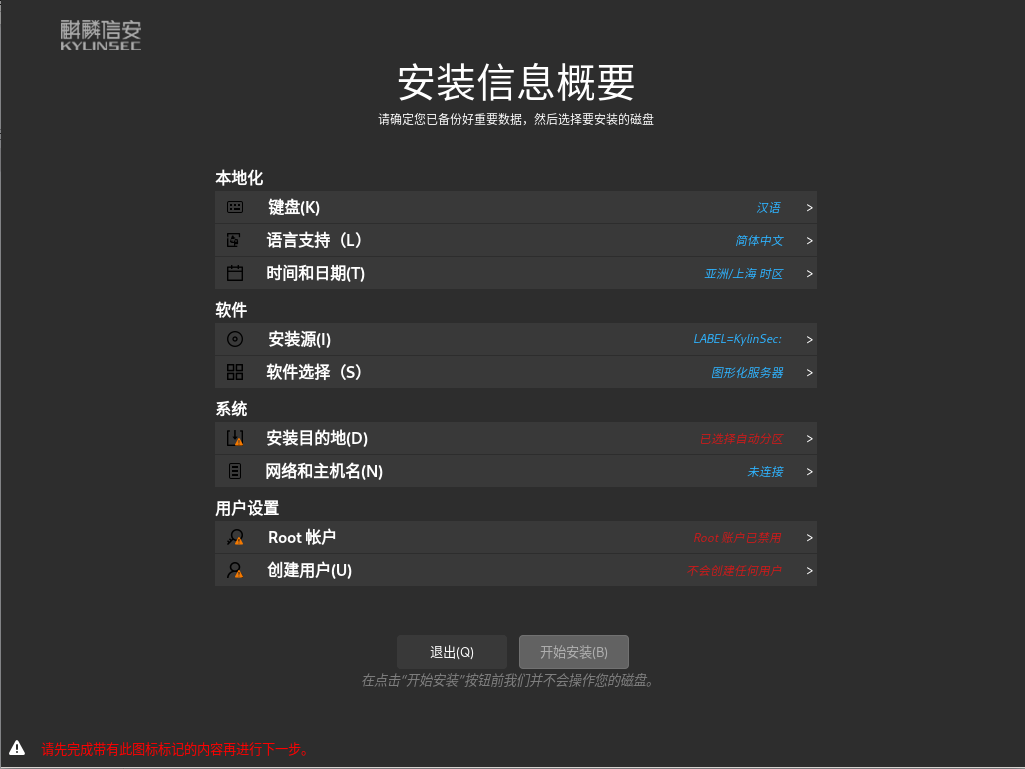 麒麟信安
KYLINSEC
安装信息概要
请确定您已备份好重要数据，然后选择要安装的磁盘
本地化
键盘(K) 汉语 >
语言支持（L） 简体中文 >
时间和日期(T) 亚洲/上海 时区 >
软件
安装源(I) LABEL=KylinSec: >
软件选择（S） 图形化服务器 >
系统
安装目的地(D) 已选择自动分区 >
网络和主机名(N) 未连接 >
用户设置
Root 帐户 Root 账户已禁用 >
创建用户(U) 不会创建任何用户 >
退出(Q) 开始安装(B)
在点击“开始安装”按钮前我们并不会操作您的磁盘。
请先完成带有此图标标记的内容再进行下一步。